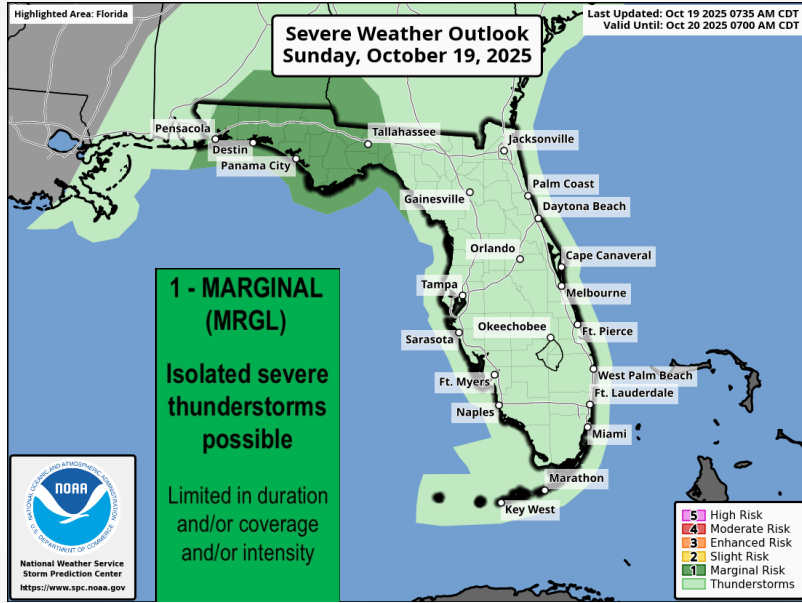 Highlighted Area: Florida
Severe Weather Outlook
Sunday, October 19, 2025
Last Updated: Oct 19 2025 0735 AM CDT
Valid Until: Oct 20 2025 0700 AM CDT
Pensacola
Destin
Panama City
Tallahassee
Jacksonville
Gainesville
Palm Coast
Daytona Beach
Orlando
Cape Canaveral
Tampa
Melbourne
Okeechobee
Ft. Pierce
Sarasota
Ft. Myers
West Palm Beach
Ft. Lauderdale
Naples
Miami
Marathon
Key West
1 - MARGINAL
(MRGL)
Isolated severe
thunderstorms
possible
Limited in duration
and/or coverage
and/or intensity
NATIONAL OCEANIC AND ATMOSPHERIC ADMINISTRATION
NOAA
U.S. DEPARTMENT OF COMMERCE
National Weather Service
Storm Prediction Center
https://www.spc.noaa.gov
5 High Risk
4 Moderate Risk
3 Enhanced Risk
2 Slight Risk
1 Marginal Risk
Thunderstorms